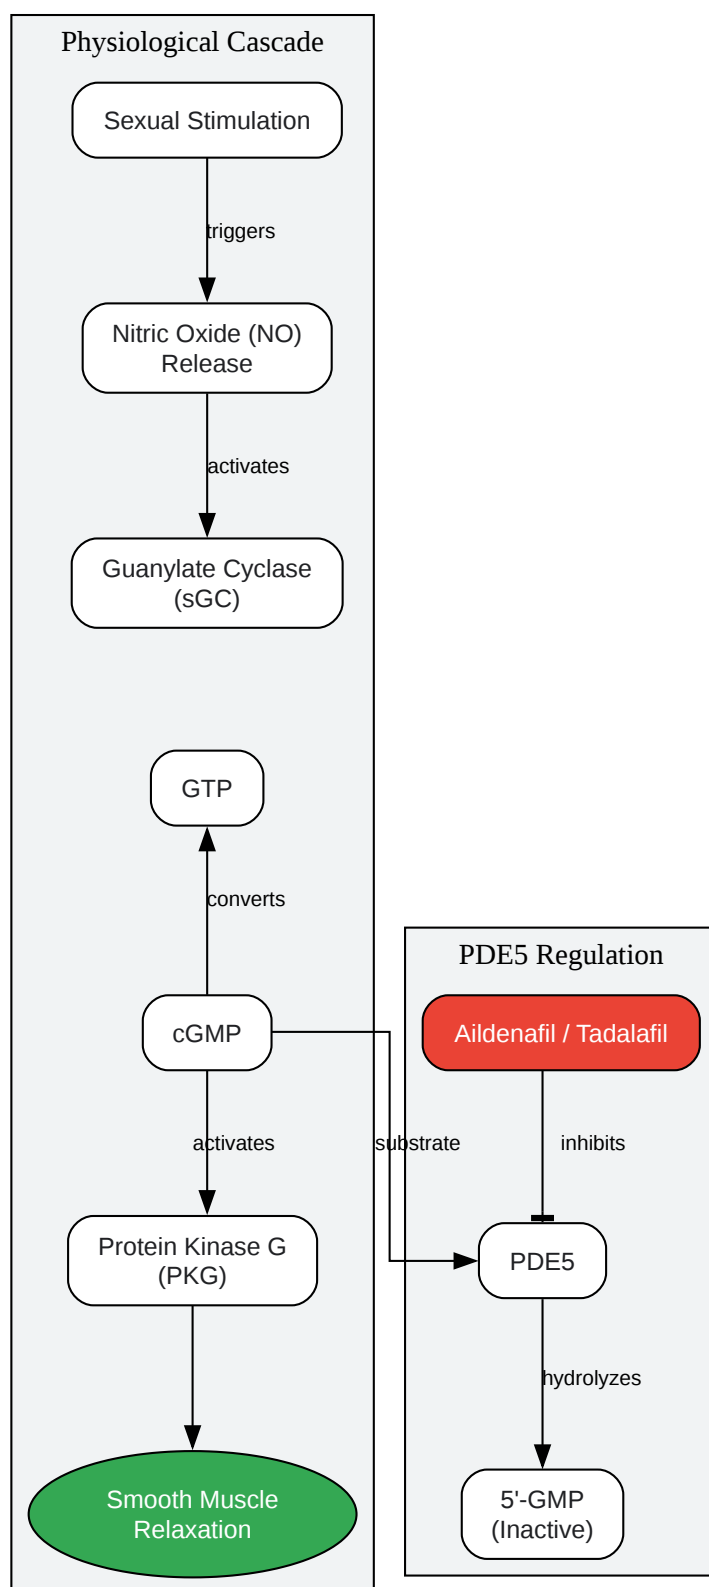 Physiological Cascade
Sexual Stimulation
triggers
Nitric Oxide (NO)
Release
activates
Guanylate Cyclase
(sGC)
GTP
converts
cGMP
activates
Protein Kinase G
(PKG)
Smooth Muscle
Relaxation
PDE5 Regulation
Aildenafil / Tadalafil
substrate
inhibits
PDE5
hydrolyzes
5'-GMP
(Inactive)